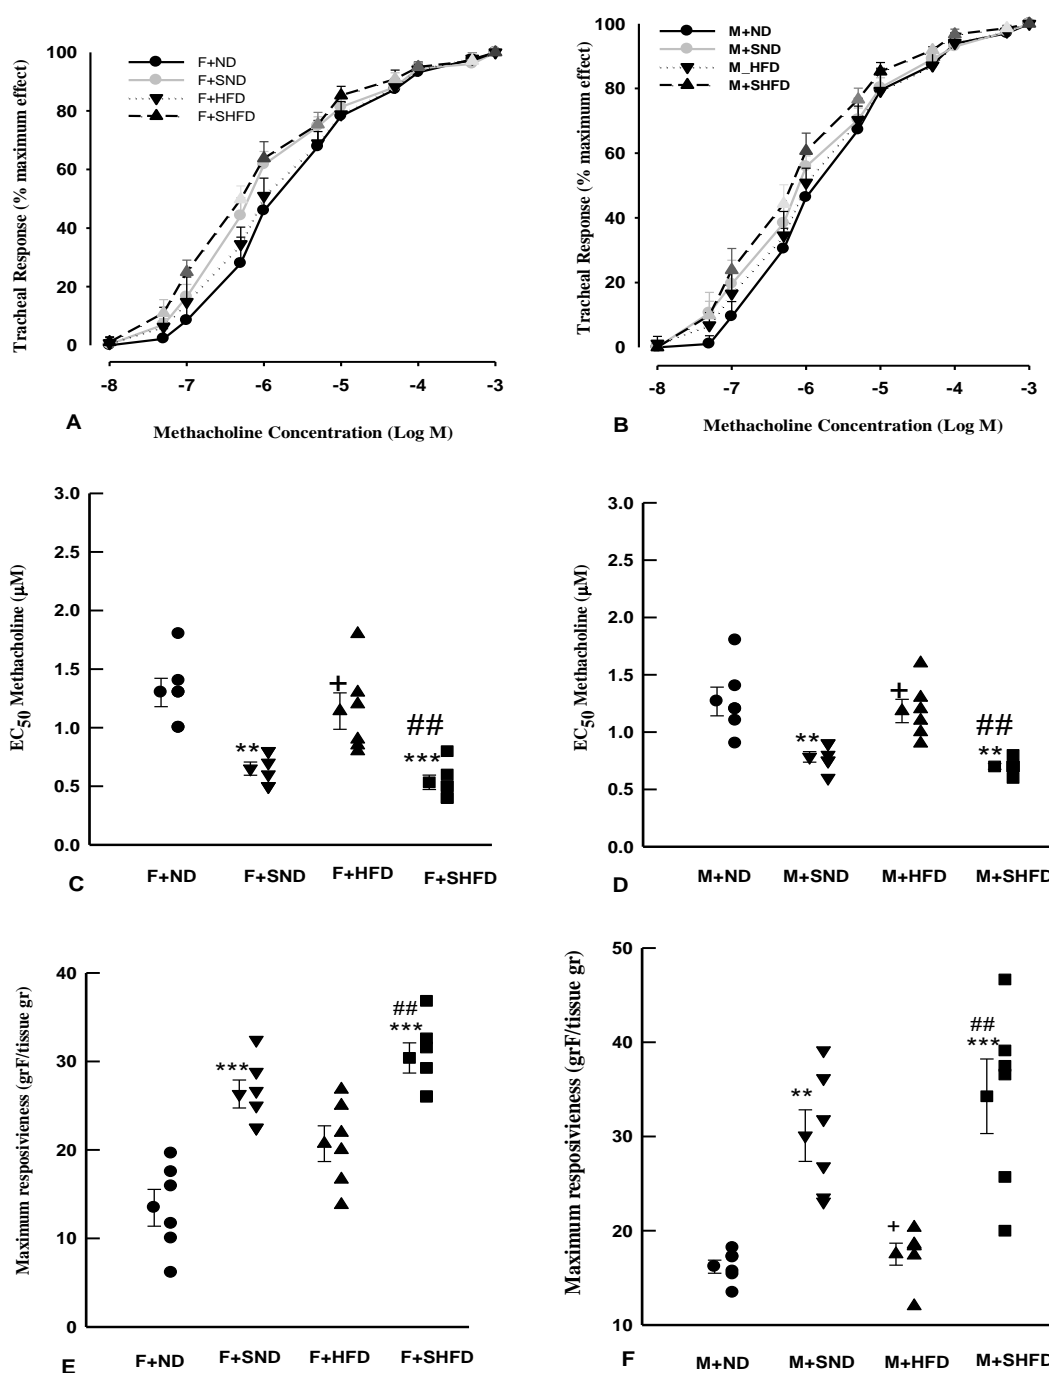 100
80
60
40
20
0
Tracheal Response (% maximum effect)
F+ND
F+SND
F+HFD
F+SHFD
-8 -7 -6 -5 -4 -3
A
Methacholine Concentration (Log M)
100
80
60
40
20
0
Tracheal Response (% maximum effect)
M+ND
M+SND
M_HFD
M+SHFD
-8 -7 -6 -5 -4 -3
B
Methacholine Concentration (Log M)
3.0
2.5
2.0
1.5
1.0
0.5
0.0
EC50 Methacholine (µM)
**
+
##
***
C
F+ND F+SND F+HFD F+SHFD
3.0
2.5
2.0
1.5
1.0
0.5
0.0
EC50 Methacholine (µM)
**
+
##
**
D
M+ND M+SND M+HFD M+SHFD
40
30
20
10
0
Maximum resposivieness (grF/tissue gr)
***
##
***
E
F+ND F+SND F+HFD F+SHFD
50
40
30
20
10
Maximum resposivieness (grF/tissue gr)
**
+
##
***
F
M+ND M+SND M+HFD M+SHFD